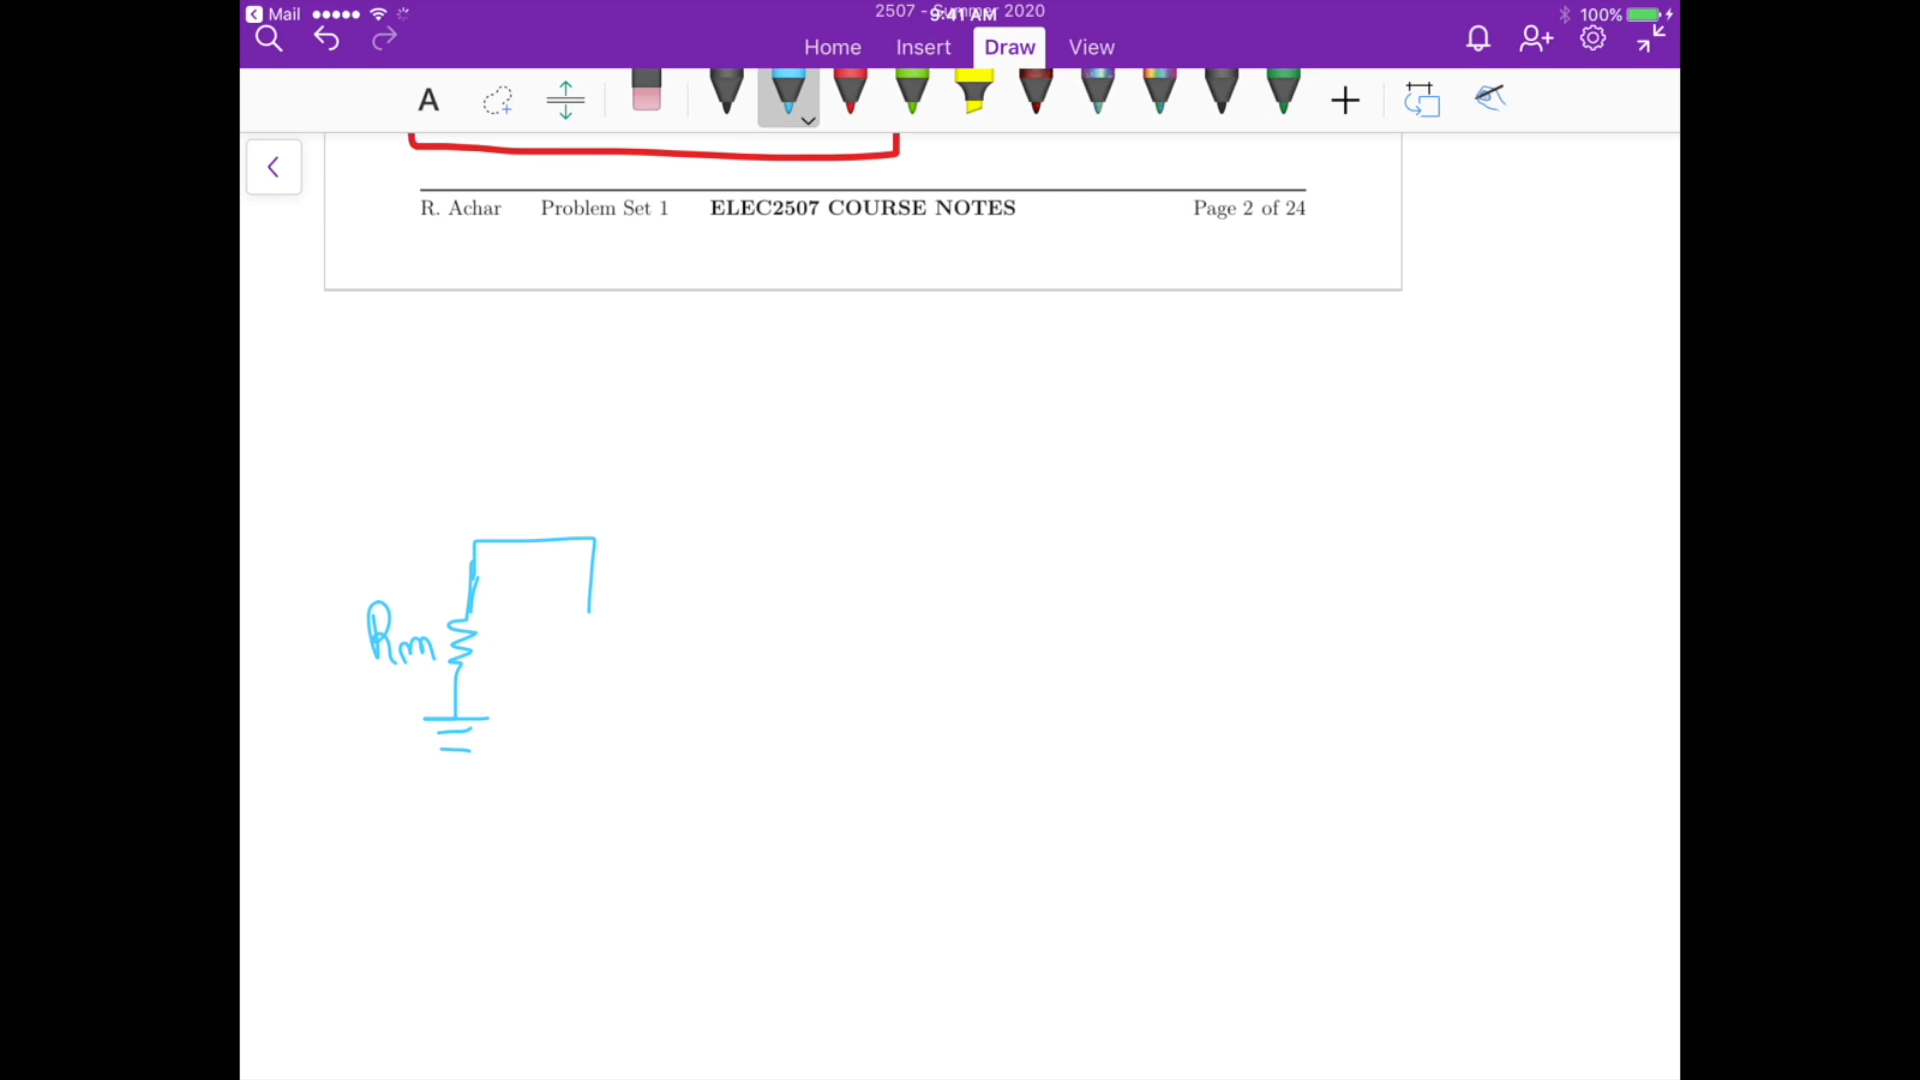 Mail 9:41 AM 100%
2507 - Summer 2020
Home Insert Draw View
A
R. Achar Problem Set 1 ELEC2507 COURSE NOTES Page 2 of 24
Rm